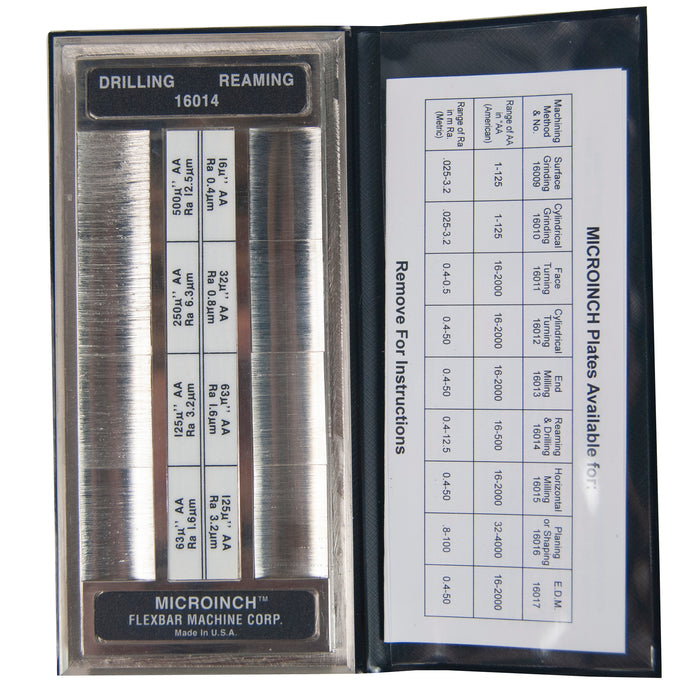 DRILLING REAMING
16014
500µ" AA
Ra 12.5µm
16µ" AA
Ra 0.4µm
250µ" AA
Ra 6.3µm
32µ" AA
Ra 0.8µm
125µ" AA
Ra 3.2µm
63µ" AA
Ra 1.6µm
63µ" AA
Ra 1.6µm
125µ" AA
Ra 3.2µm
MICROINCH™
FLEXBAR MACHINE CORP.
Made In U.S.A.
MICROINCH Plates Available for:
Machining Method & No. Surface Grinding 16009 Cylindrical Grinding 16010 Face Turning 16011 Cylindrical Turning 16012 End Milling 16013 Reaming & Drilling 16014 Horizontal Milling 16015 Planing or Shaping 16016 E.D.M. 16017
Range of AA in "AA (American) 1-125 1-125 16-2000 16-2000 16-2000 16-500 16-2000 32-4000 16-2000
Range of Ra in m Ra (Metric) .025-3.2 .025-3.2 0.4-0.5 0.4-50 0.4-50 0.4-12.5 0.4-50 .8-100 0.4-50
Remove For Instructions